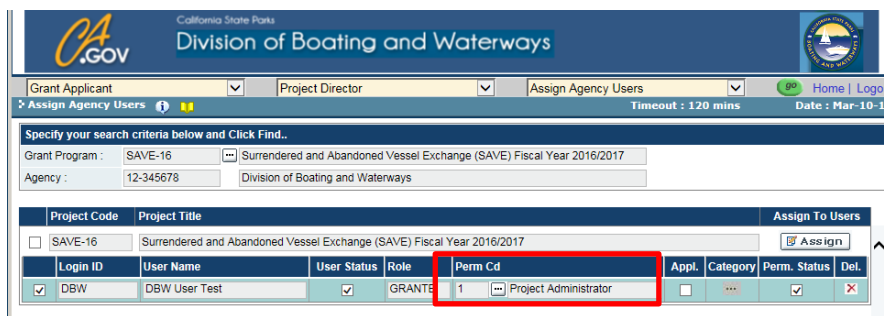 CA.GOV
California State Parks
Division of Boating and Waterways
Grant Applicant Project Director Assign Agency Users go Home | Logo
Assign Agency Users Timeout : 120 mins Date : Mar-10-1
Specify your search criteria below and Click Find..
Grant Program : SAVE-16 ... Surrendered and Abandoned Vessel Exchange (SAVE) Fiscal Year 2016/2017
Agency : 12-345678 Division of Boating and Waterways
Project Code Project Title Assign To Users
SAVE-16 Surrendered and Abandoned Vessel Exchange (SAVE) Fiscal Year 2016/2017 Assign
Login ID User Name User Status Role Perm Cd Appl. Category Perm. Status Del.
DBW DBW User Test GRANTE 1 ... Project Administrator ...